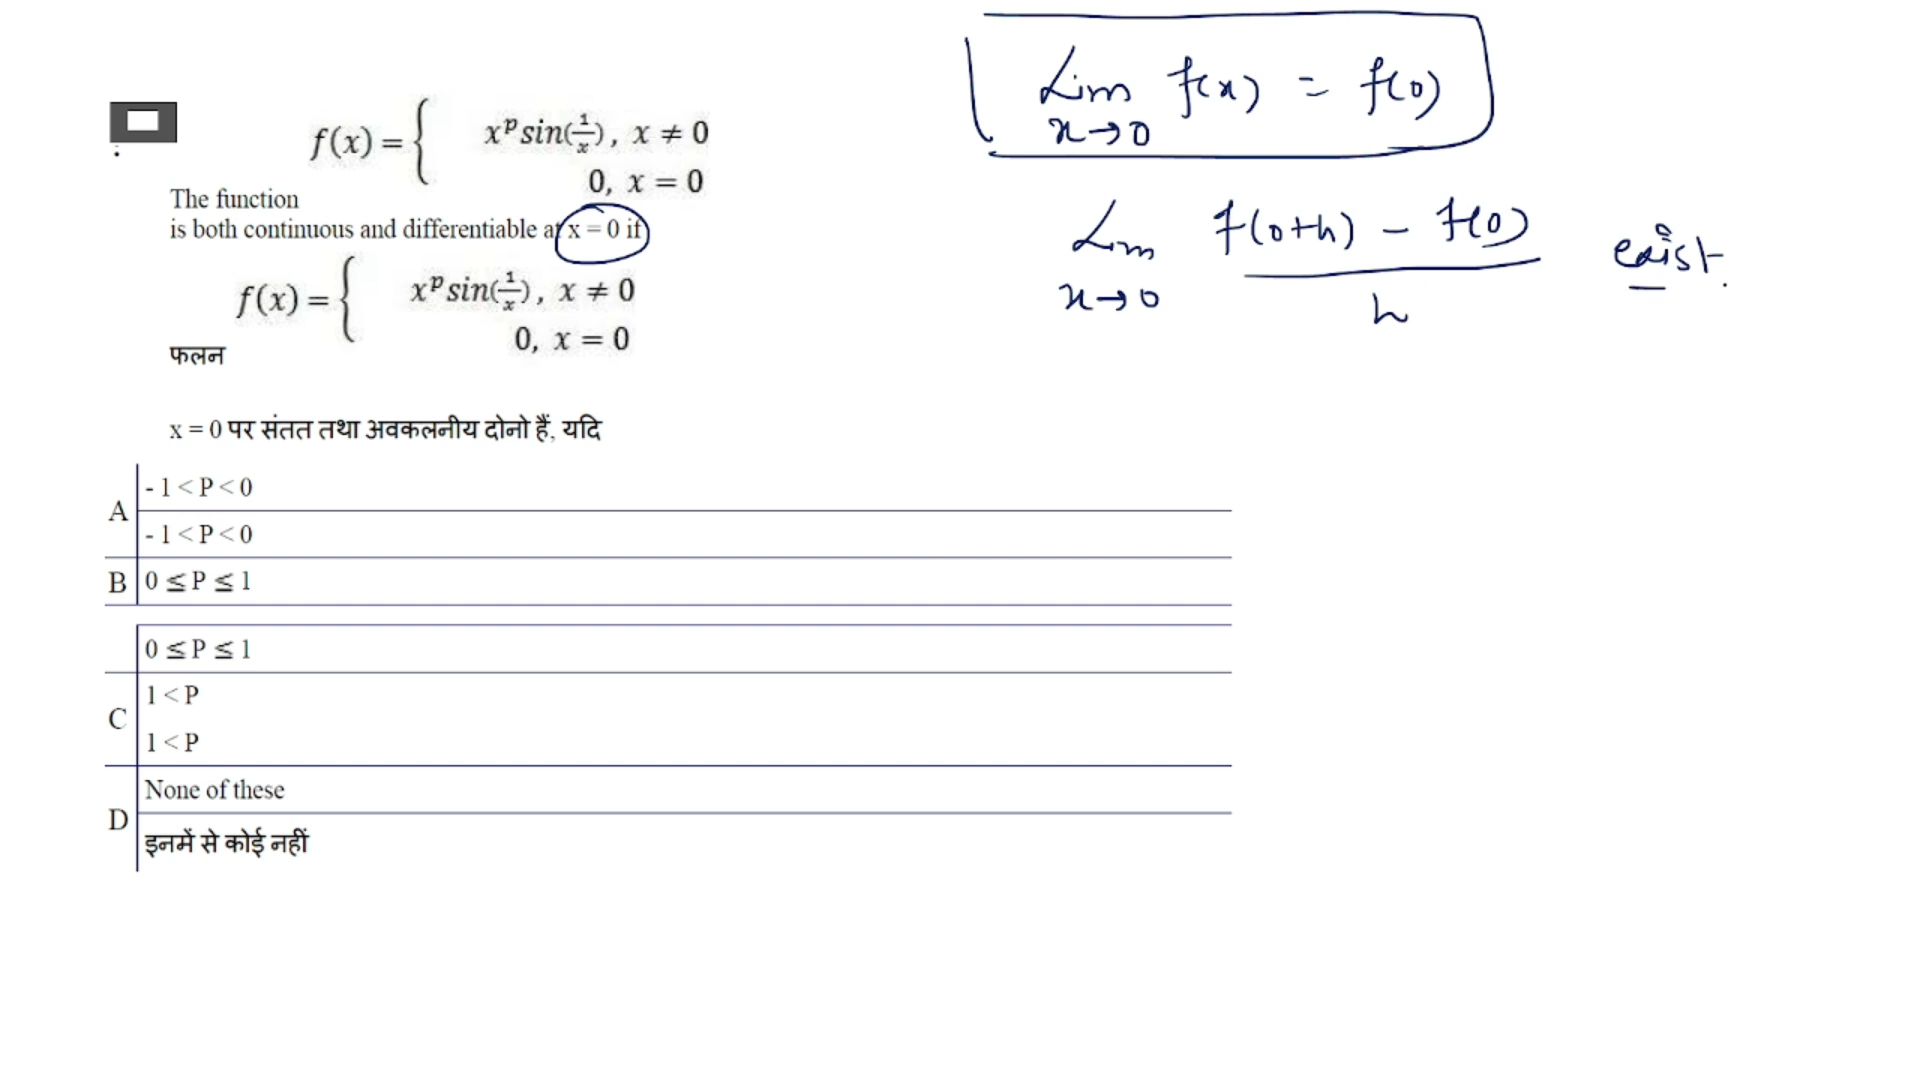 f(x) = { x^p sin(1/x), x ≠ 0
0, x = 0
The function
is both continuous and differentiable at x = 0 if
f(x) = { x^p sin(1/x), x ≠ 0
0, x = 0
फलन
x = 0 पर संतत तथा अवकलनीय दोनो हैं, यदि
A
- 1 < P < 0
- 1 < P < 0
B 0 ≤ P ≤ 1
0 ≤ P ≤ 1
C
1 < P
1 < P
D
None of these
इनमें से कोई नहीं
Lim f(x) = f(0)
x→0
Lim f(0+h) - f(0) exist.
x→0 h